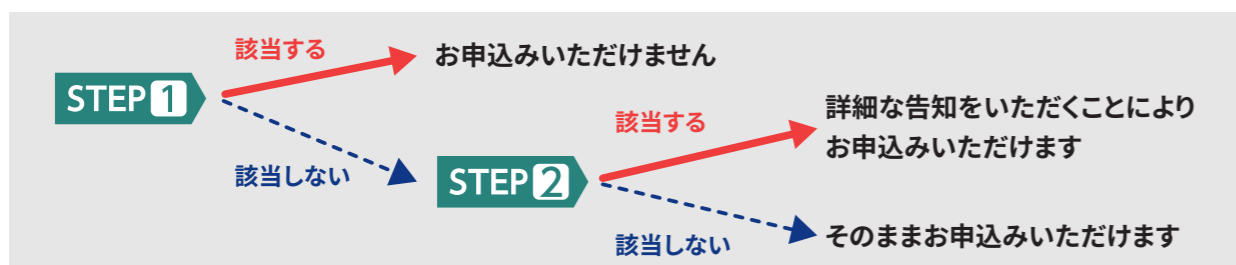 STEP1
該当する
お申込みいただけません
該当しない
STEP2
該当する
詳細な告知をいただくことにより
お申込みいただけます
該当しない
そのままお申込みいただけます